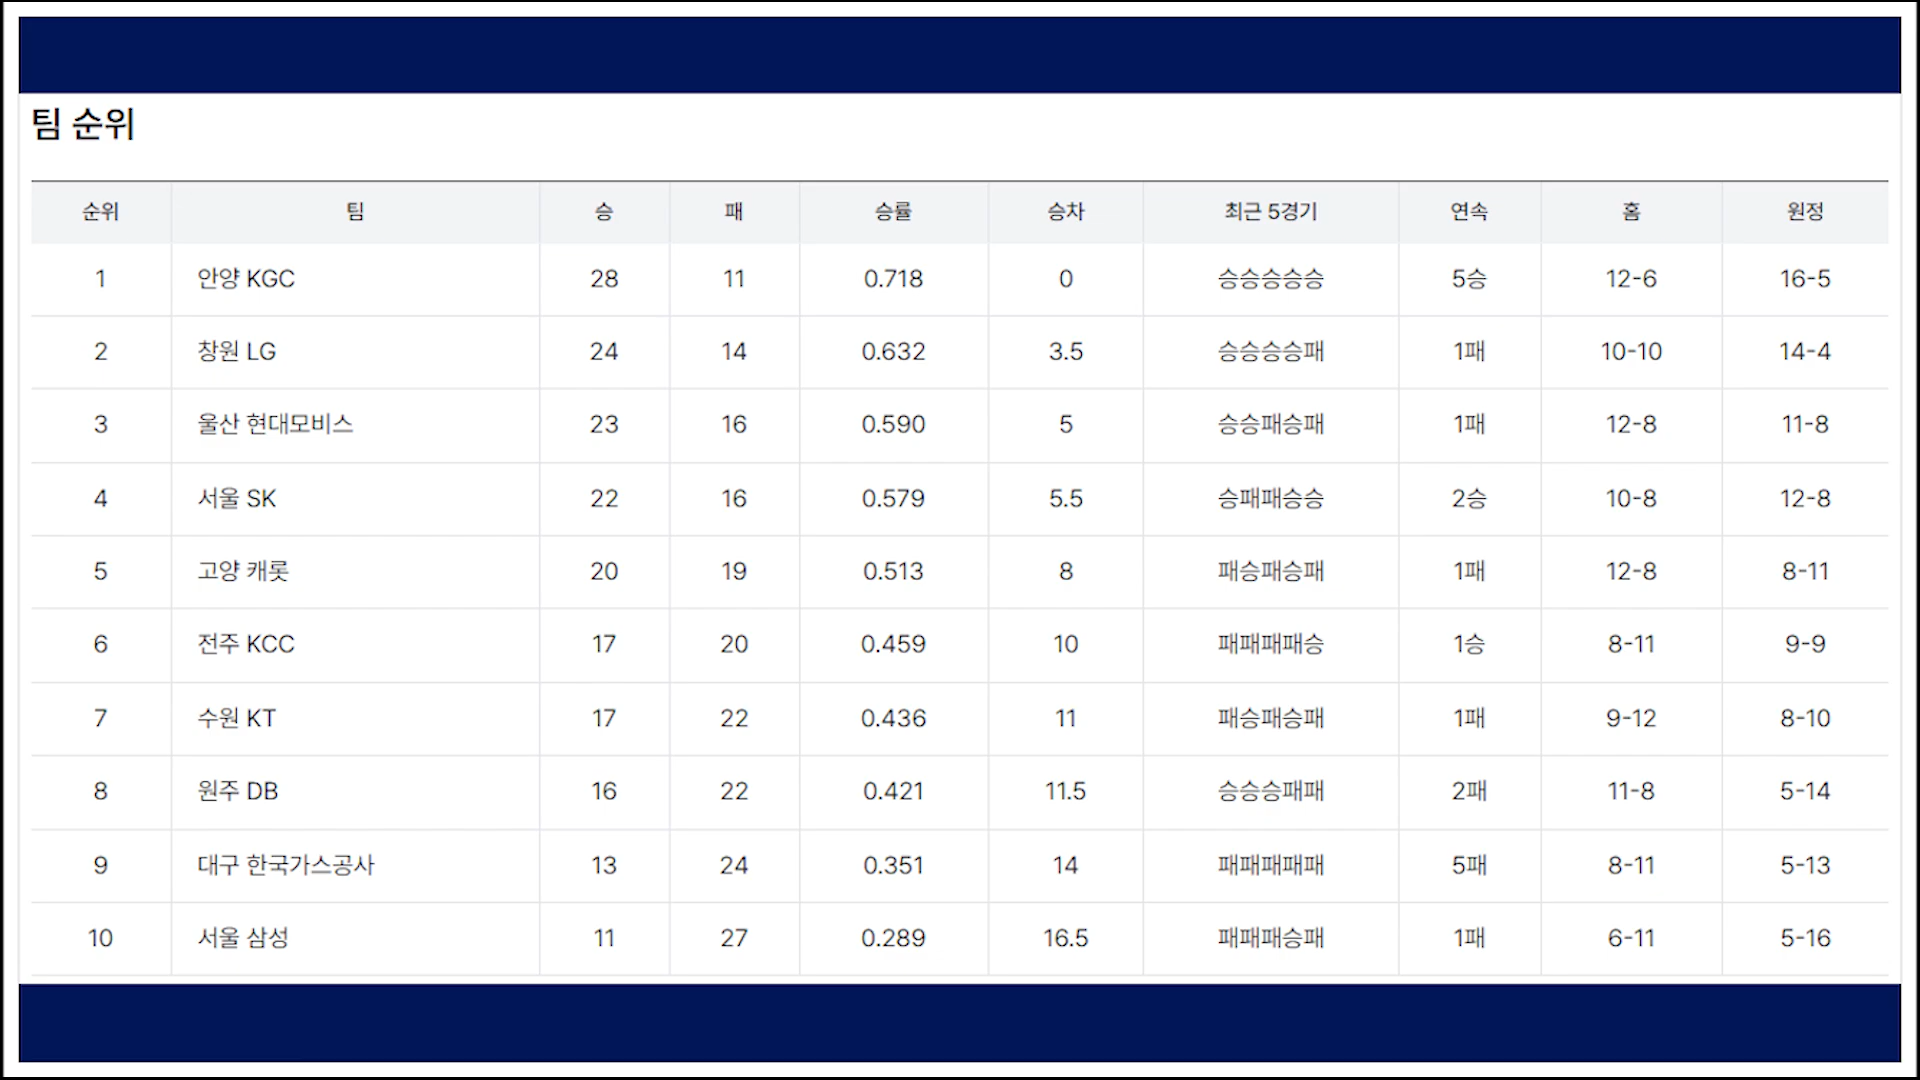 팀 순위
순위 팀 승 패 승률 승차 최근 5경기 연속 홈 원정
1 안양 KGC 28 11 0.718 0 승승승승승 5승 12-6 16-5
2 창원 LG 24 14 0.632 3.5 승승승승패 1패 10-10 14-4
3 울산 현대모비스 23 16 0.590 5 승승패승패 1패 12-8 11-8
4 서울 SK 22 16 0.579 5.5 승패패승승 2승 10-8 12-8
5 고양 캐롯 20 19 0.513 8 패승패승패 1패 12-8 8-11
6 전주 KCC 17 20 0.459 10 패패패패승 1승 8-11 9-9
7 수원 KT 17 22 0.436 11 패승패승패 1패 9-12 8-10
8 원주 DB 16 22 0.421 11.5 승승승패패 2패 11-8 5-14
9 대구 한국가스공사 13 24 0.351 14 패패패패패 5패 8-11 5-13
10 서울 삼성 11 27 0.289 16.5 패패패승패 1패 6-11 5-16